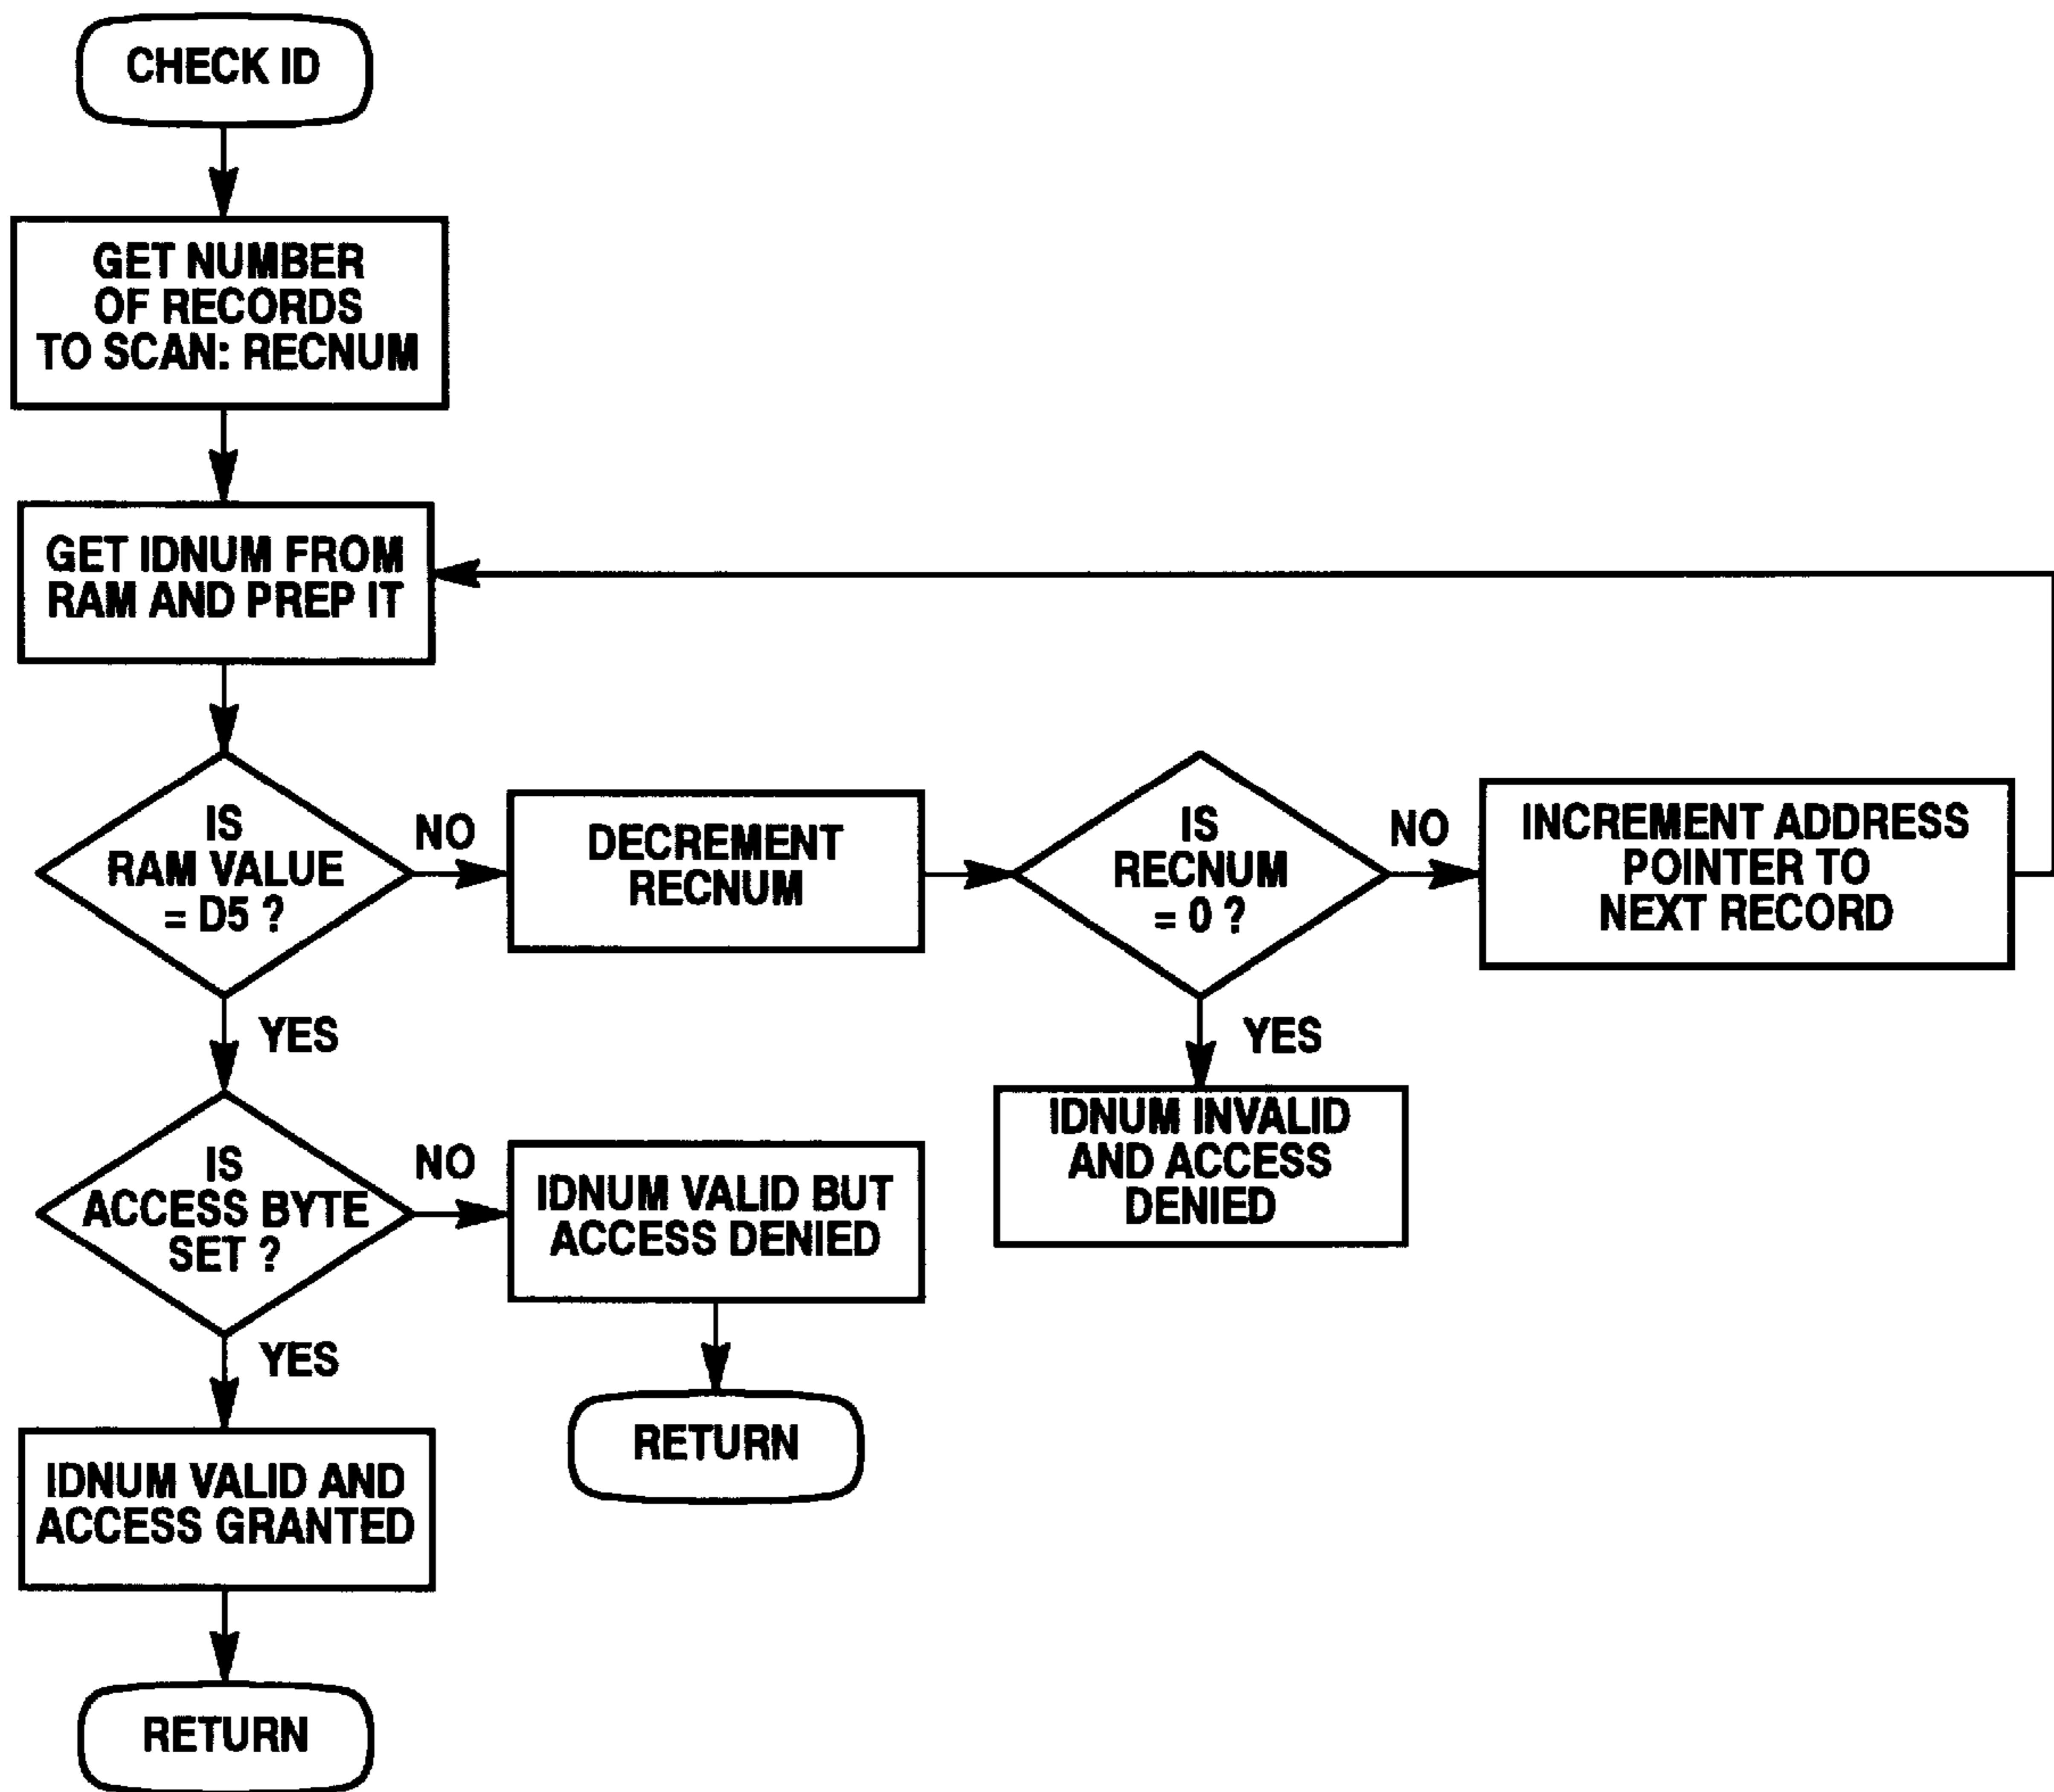 CHECK ID
GET NUMBER
OF RECORDS
TO SCAN: RECNUM
GET IDNUM FROM
RAM AND PREP IT
IS
RAM VALUE
= D5 ?
NO
DECREMENT
RECNUM
IS
RECNUM
= 0 ?
NO
INCREMENT ADDRESS
POINTER TO
NEXT RECORD
YES
YES
IS
ACCESS BYTE
SET ?
NO
IDNUM VALID BUT
ACCESS DENIED
IDNUM INVALID
AND ACCESS
DENIED
YES
RETURN
IDNUM VALID AND
ACCESS GRANTED
RETURN